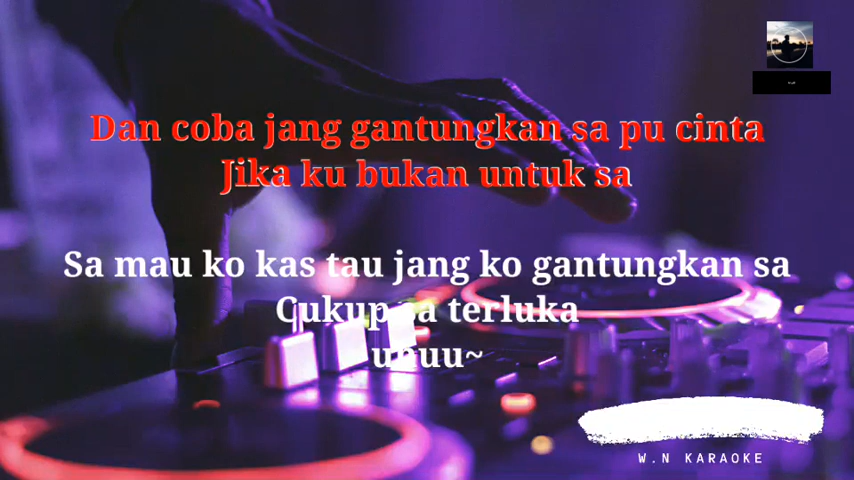 Dan coba jang gantungkan sa pu cinta
Jika ku bukan untuk sa
Sa mau ko kas tau jang ko gantungkan sa
Cukup sa terluka
uuuu~
W.N KARAOKE